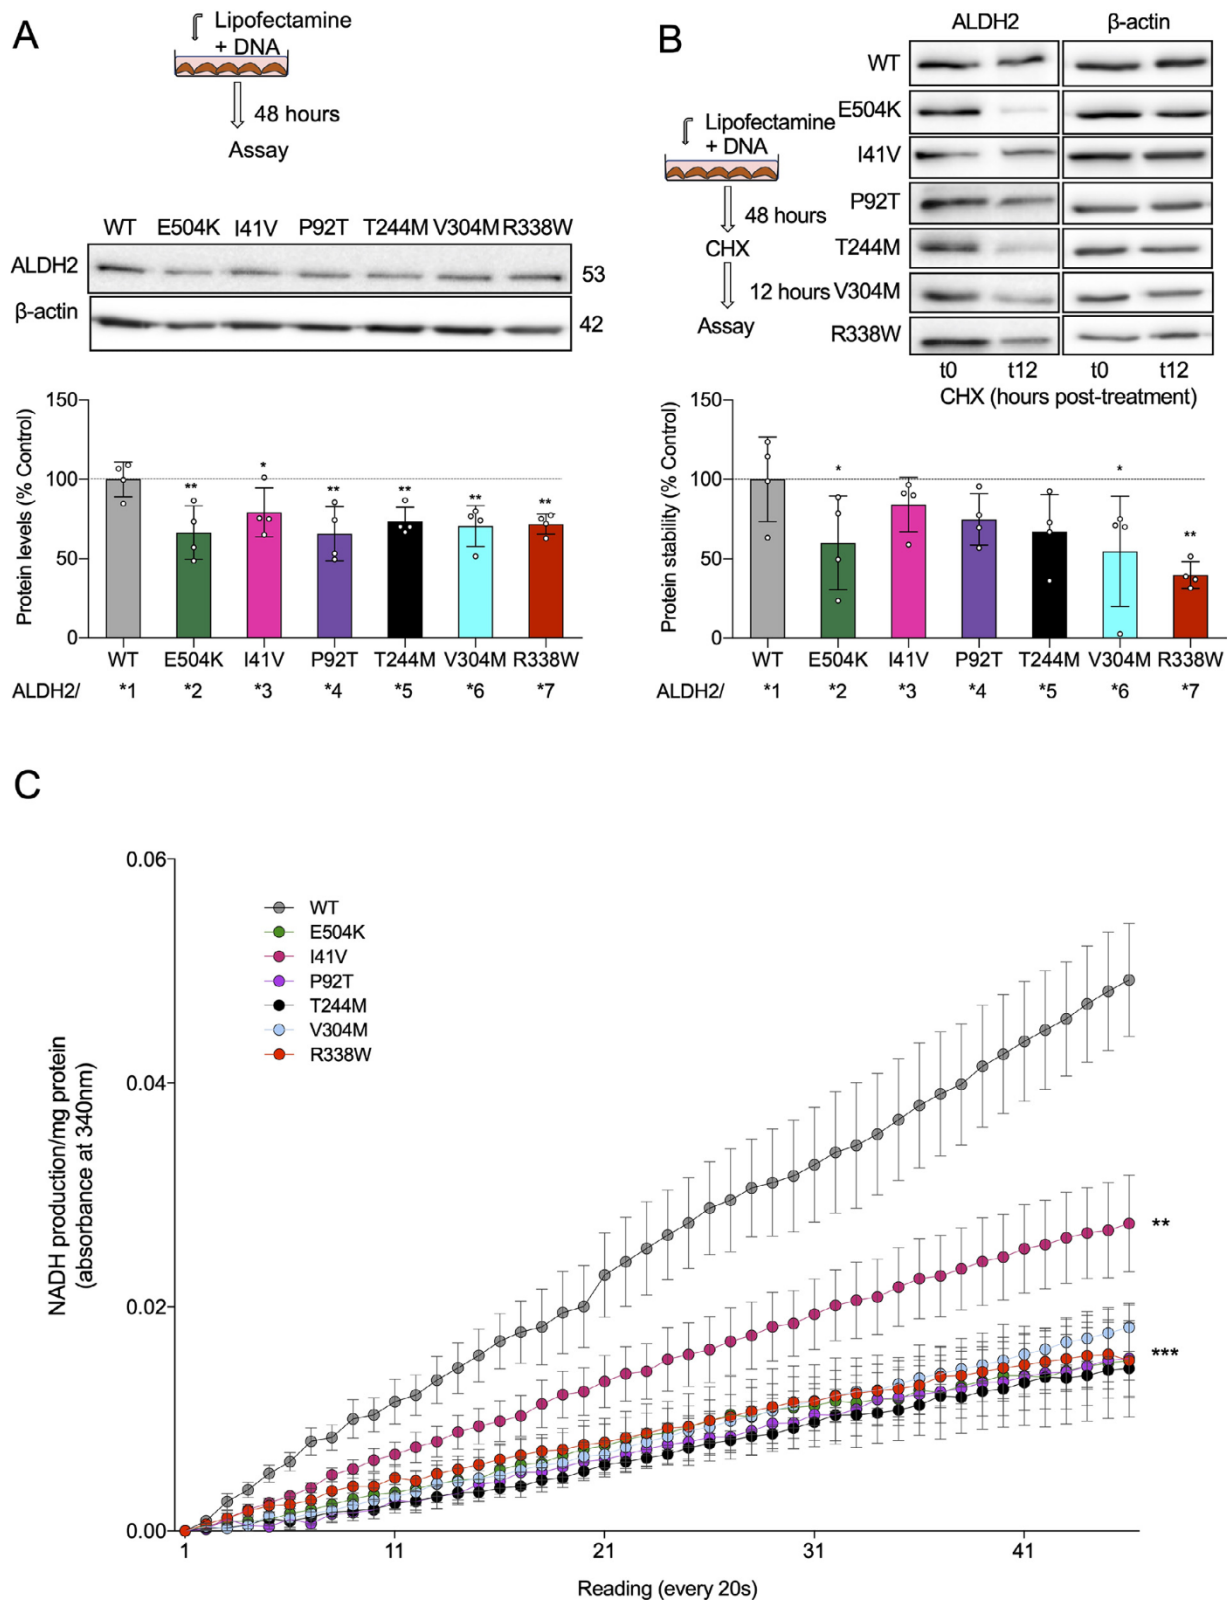 A
Lipofectamine
+ DNA
48 hours
Assay
WT E504K I41V P92T T244M V304M R338W
ALDH2
53
β-actin
42
Protein levels (% Control)
150
100
50
0
*
**
**
**
**
**
WT E504K I41V P92T T244M V304M R338W
ALDH2/ *1 *2 *3 *4 *5 *6 *7
B
ALDH2 β-actin
Lipofectamine
+ DNA
48 hours
CHX
12 hours
Assay
WT
E504K
I41V
P92T
T244M
V304M
R338W
t0 t12 t0 t12
CHX (hours post-treatment)
Protein stability (% Control)
150
100
50
0
* *
**
WT E504K I41V P92T T244M V304M R338W
ALDH2/ *1 *2 *3 *4 *5 *6 *7
C
NADH production/mg protein
(absorbance at 340nm)
0.06
0.04
0.02
0.00
WT
E504K
I41V
P92T
T244M
V304M
R338W
**
***
1 11 21 31 41
Reading (every 20s)